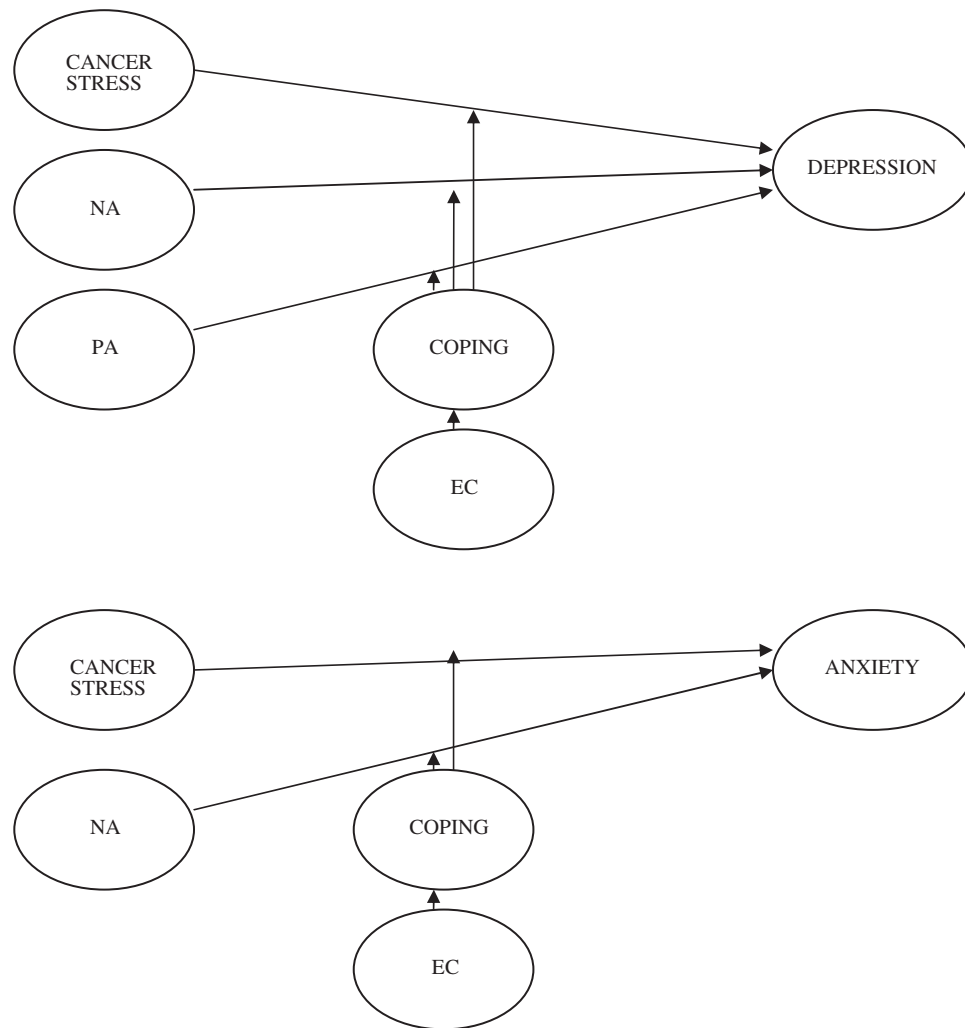 CANCER
STRESS
DEPRESSION
NA
PA
COPING
EC
CANCER
STRESS
ANXIETY
NA
COPING
EC